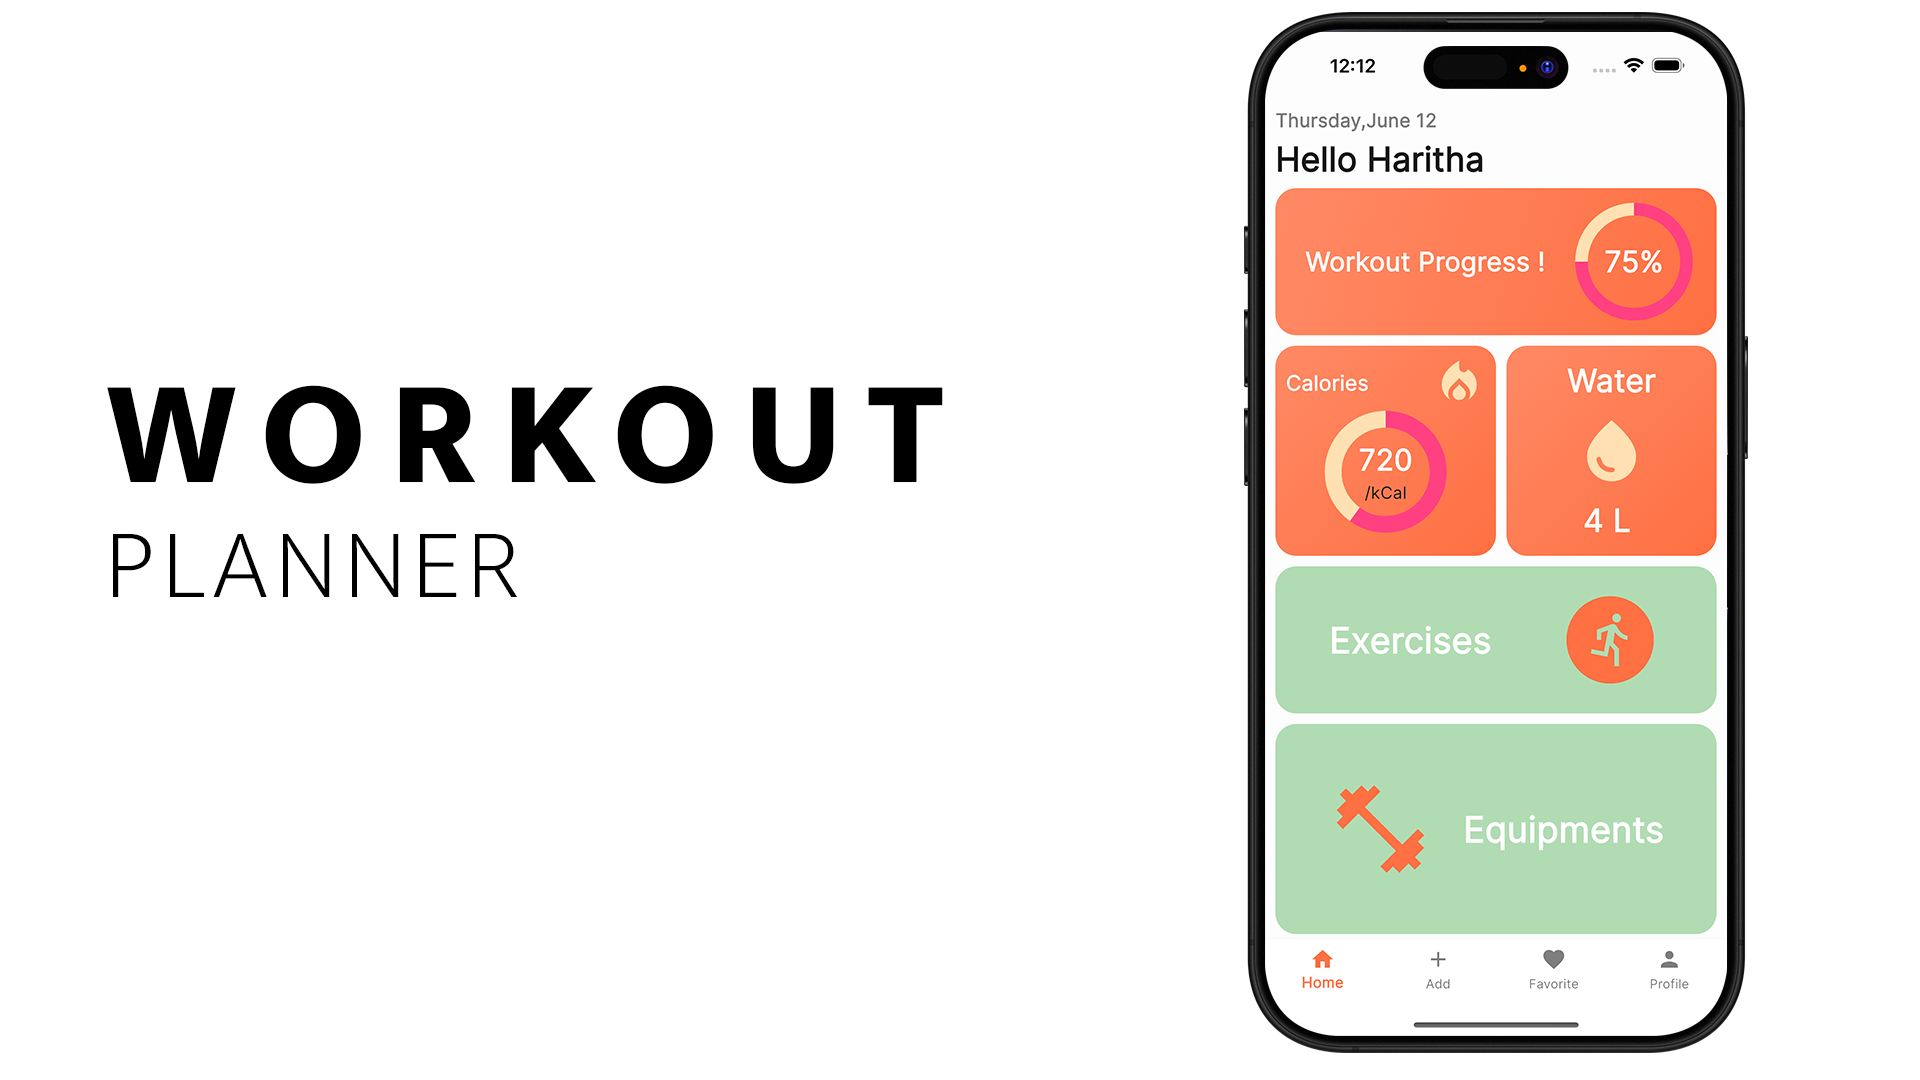 WORKOUT
PLANNER
12:12
Thursday,June 12
Hello Haritha
Workout Progress !
75%
Calories
720
/kCal
Water
4 L
Exercises
Equipments
Home
Add
Favorite
Profile